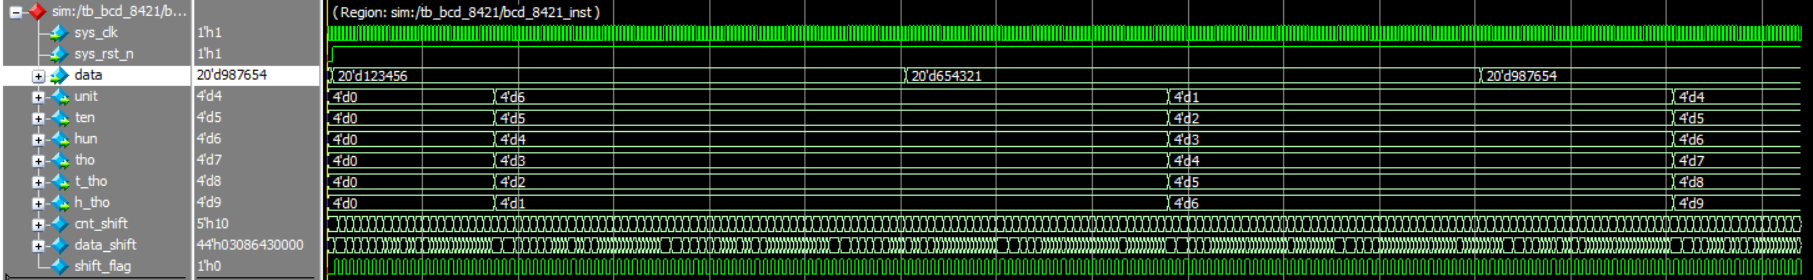 sim:/tb_bcd_8421/b... (Region: sim:/tb_bcd_8421/bcd_8421_inst )
sys_clk 1'h1
sys_rst_n 1'h1
data 20'd987654 20'd123456 20'd654321 20'd987654
unit 4'd4 4'd0 4'd6 4'd1 4'd4
ten 4'd5 4'd0 4'd5 4'd2 4'd5
hun 4'd6 4'd0 4'd4 4'd3 4'd6
tho 4'd7 4'd0 4'd3 4'd4 4'd7
t_tho 4'd8 4'd0 4'd2 4'd5 4'd8
h_tho 4'd9 4'd0 4'd1 4'd6 4'd9
cnt_shift 5'h10
data_shift 44'h03086430000
shift_flag 1'h0